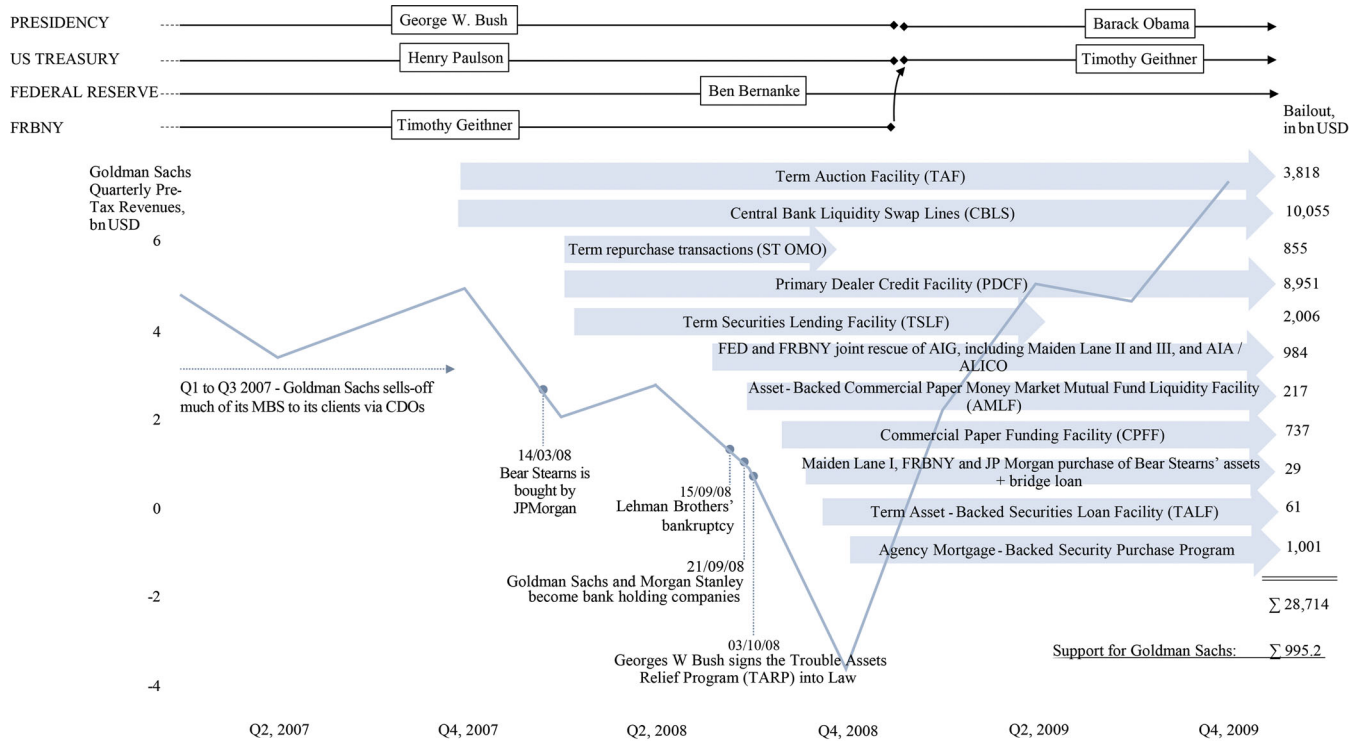 PRESIDENCY
George W. Bush
Barack Obama
US TREASURY
Henry Paulson
Timothy Geithner
FEDERAL RESERVE
Ben Bernanke
FRBNY
Timothy Geithner
Bailout,
in bn USD
Goldman Sachs
Quarterly Pre-
Tax Revenues,
bn USD
Term Auction Facility (TAF)
3,818
Central Bank Liquidity Swap Lines (CBLS)
10,055
6
Term repurchase transactions (ST OMO)
855
Primary Dealer Credit Facility (PDCF)
8,951
4
Term Securities Lending Facility (TSLF)
2,006
FED and FRBNY joint rescue of AIG, including Maiden Lane II and III, and AIA /
ALICO
984
Q1 to Q3 2007 - Goldman Sachs sells-off
much of its MBS to its clients via CDOs
Asset-Backed Commercial Paper Money Market Mutual Fund Liquidity Facility
(AMLF)
217
2
Commercial Paper Funding Facility (CPFF)
737
14/03/08
Bear Stearns is
bought by
JPMorgan
Maiden Lane I, FRBNY and JP Morgan purchase of Bear Stearns' assets
+ bridge loan
29
15/09/08
Lehman Brothers'
bankruptcy
0
Term Asset-Backed Securities Loan Facility (TALF)
61
Agency Mortgage-Backed Security Purchase Program
1,001
21/09/08
Goldman Sachs and Morgan Stanley
become bank holding companies
-2
∑ 28,714
03/10/08
Georges W Bush signs the Trouble Assets
Relief Program (TARP) into Law
Support for Goldman Sachs: ∑ 995.2
-4
Q2, 2007
Q4, 2007
Q2, 2008
Q4, 2008
Q2, 2009
Q4, 2009